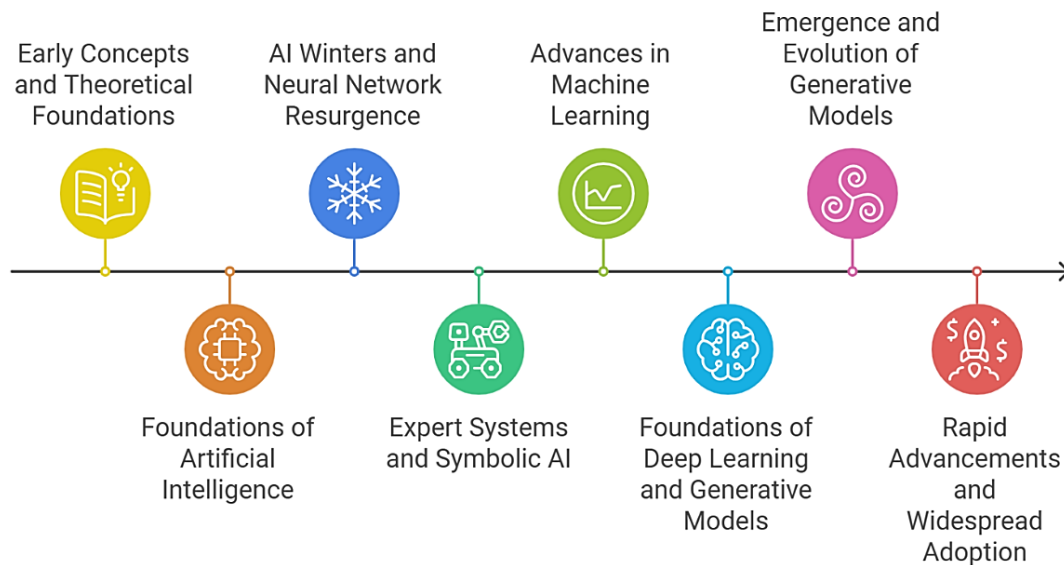 Early Concepts
and Theoretical
Foundations
Foundations of
Artificial
Intelligence
AI Winters and
Neural Network
Resurgence
Expert Systems
and Symbolic AI
Advances in
Machine
Learning
Foundations of
Deep Learning
and Generative
Models
Emergence and
Evolution of
Generative
Models
Rapid
Advancements
and
Widespread
Adoption